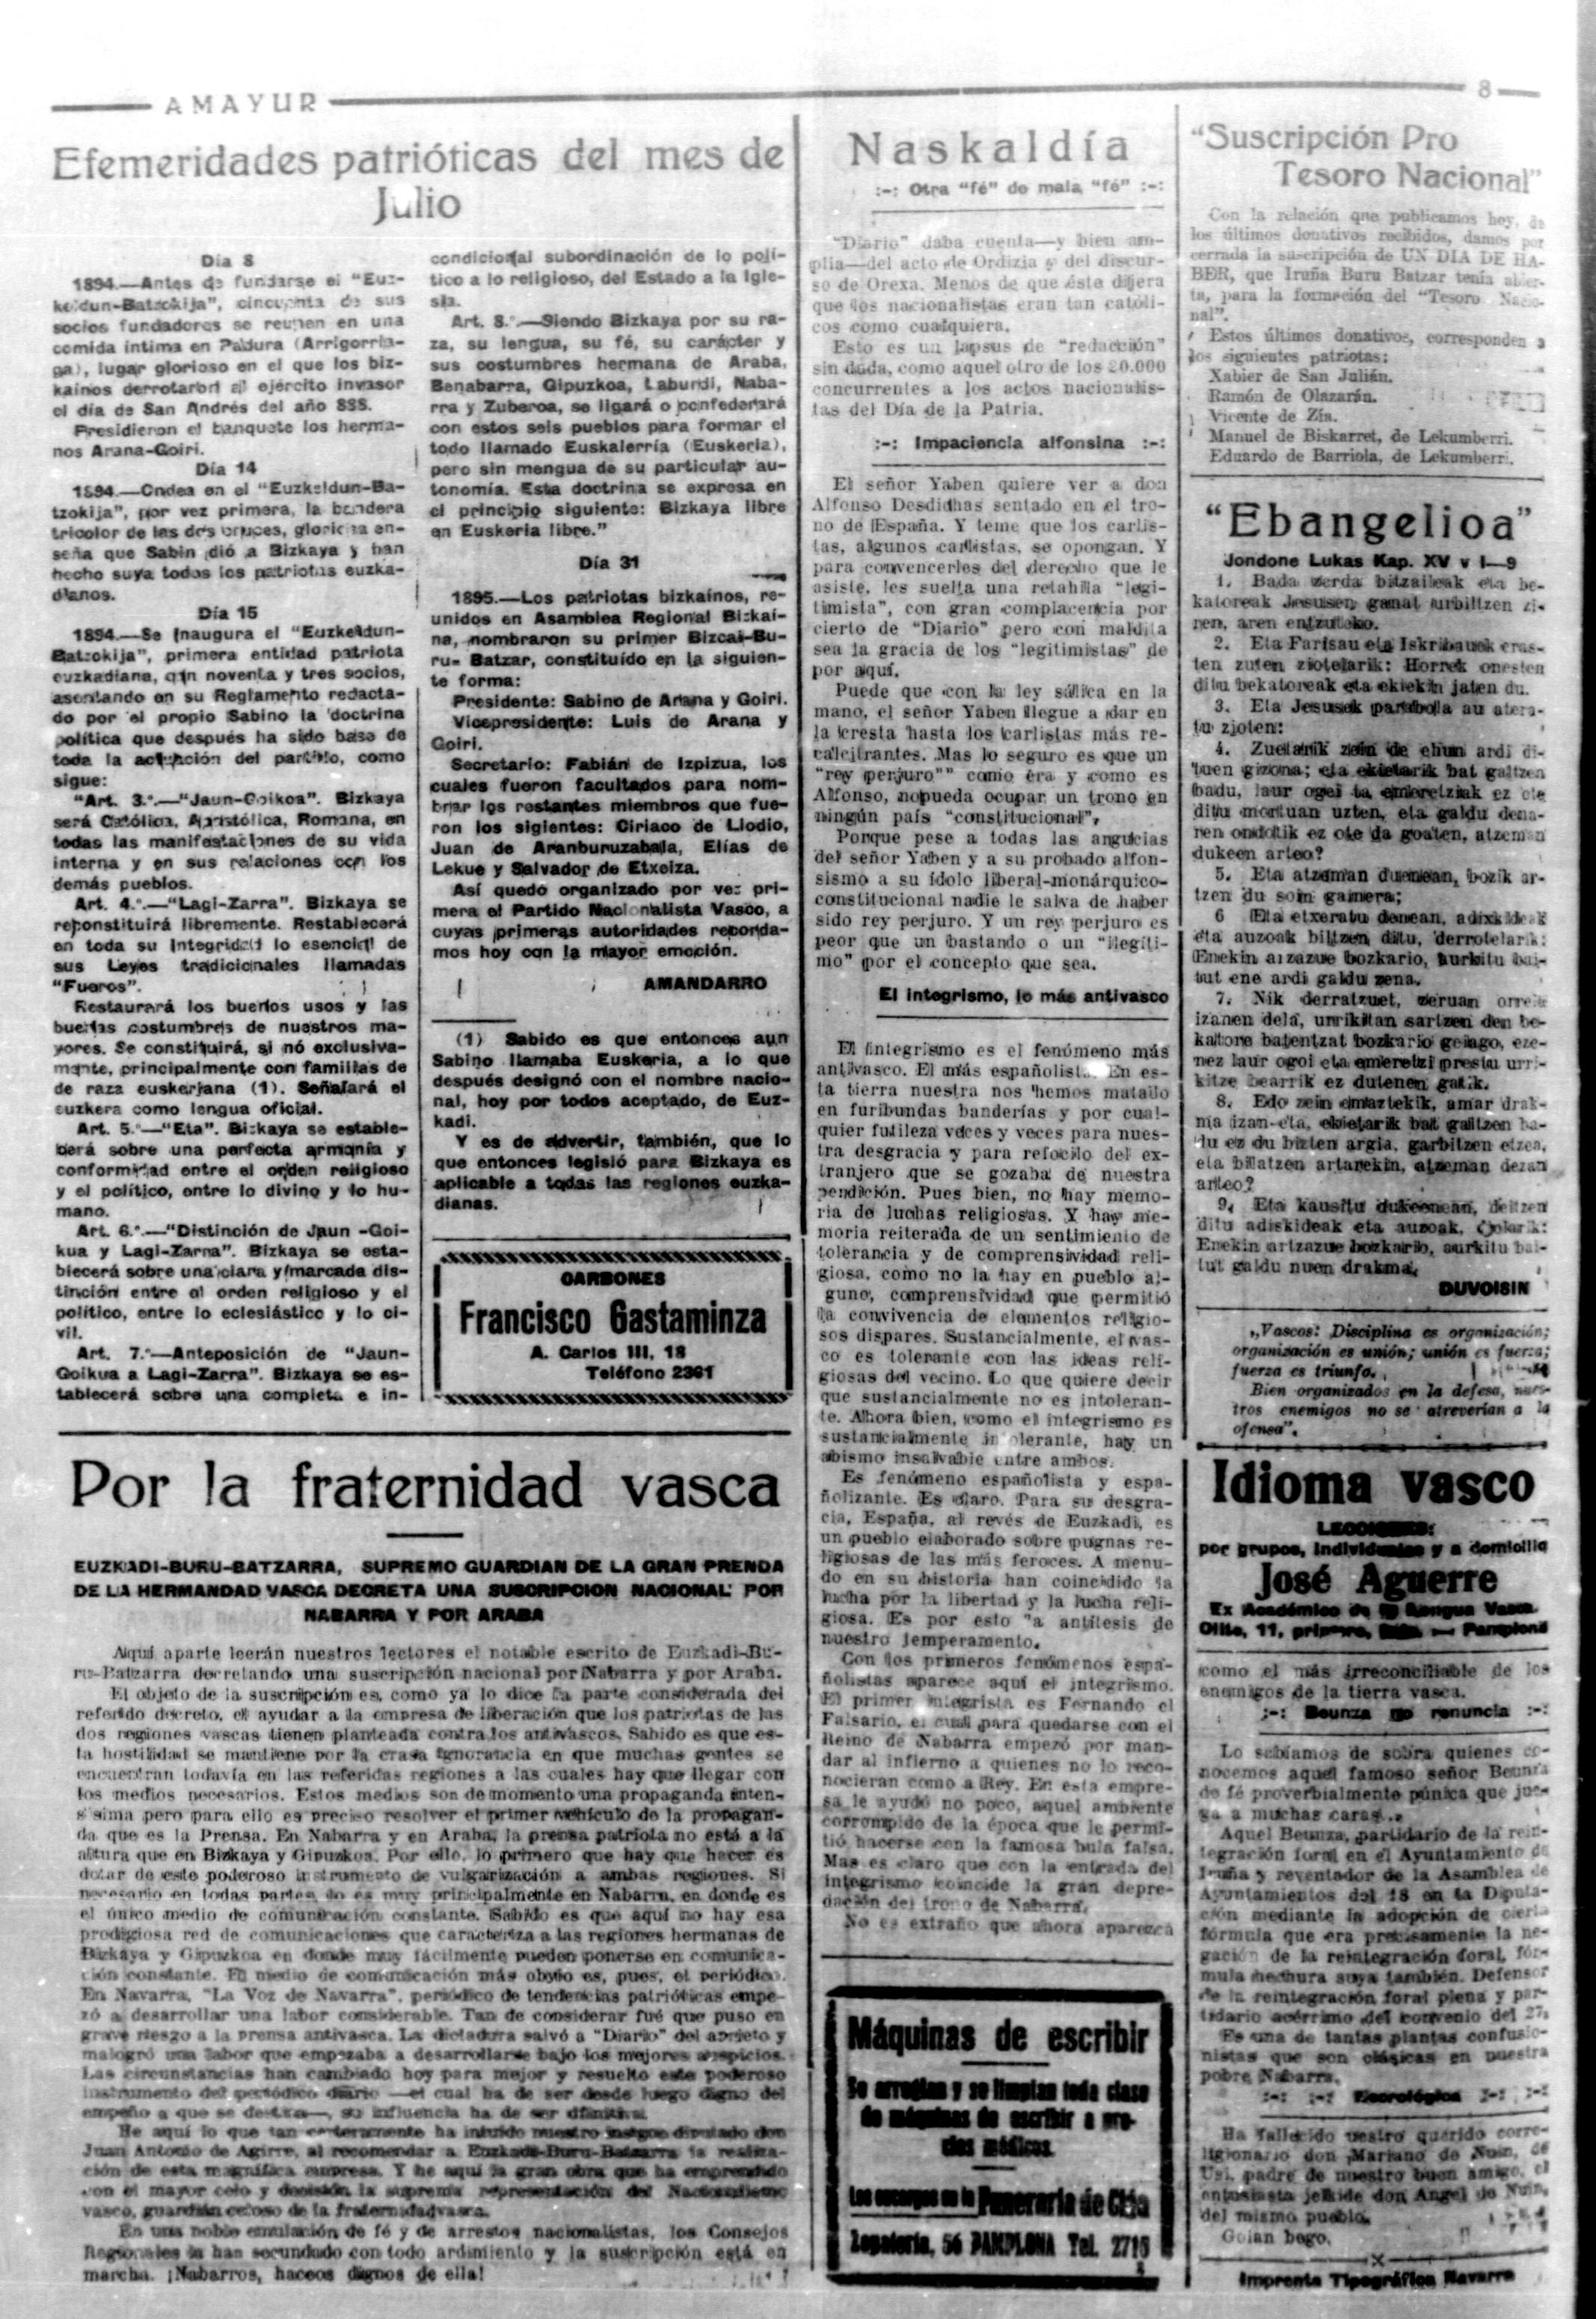 AMAYUR
8
Efemeridades patrióticas del mes de
Julio
Día 8
1894.—Antes de fundarse el "Euz-
keldun-Batzokija", cincuenta de sus
socios fundadores se reunen en una
comida íntima en Padura (Arrigorria-
ga), lugar glorioso en el que los biz-
kainos derrotaron al ejército invasor
el día de San Andrés del año 888.
Presidieron el banquete los herma-
nos Arana-Goiri.
Día 14
1894.—Ondea en el "Euzkeldun-Ba-
tzokija", por vez primera, la bandera
tricolor de las dos cruces, gloriosa en-
seña que Sabin dió a Bizkaya y han
hecho suya todos los patriotas euzka-
dianos.
Día 15
1894.—Se inaugura el "Euzkeldun-
Batzokija", primera entidad patriota
euzkadiana, con noventa y tres socios,
asentando en su Reglamento redacta-
do por el propio Sabino la doctrina
política que después ha sido base de
toda la actuación del partido, como
sigue:
"Art. 3.º—"Jaun-Goikoa". Bizkaya
será Católica, Apostólica, Romana, en
todas las manifestaciones de su vida
interna y en sus relaciones con los
demás pueblos.
Art. 4.º—"Lagi-Zarra". Bizkaya se
reconstituirá libremente. Restablecerá
en toda su integridad lo esencial de
sus Leyes tradicionales llamadas
"Fueros".
Restaurará los buenos usos y las
buenas costumbres de nuestros ma-
yores. Se constituirá, si nó exclusiva-
mente, principalmente con familias de
de raza euskeriana (1). Señalará el
euzkera como lengua oficial.
Art. 5.º—"Eta". Bizkaya se estable-
cerá sobre una perfecta armonía y
conformidad entre el orden religioso
y el político, entre lo divino y lo hu-
mano.
Art. 6.º—"Distinción de Jaun -Goi-
kua y Lagi-Zarra". Bizkaya se esta-
blecerá sobre una clara y marcada dis-
tinción entre el orden religioso y el
político, entre lo eclesiástico y lo ci-
vil.
Art. 7.º—Anteposición de "Jaun-
Goikua a Lagi-Zarra". Bizkaya se es-
tablecerá sobre una completa e in-
condicional subordinación de lo polí-
tico a lo religioso, del Estado a la Igle-
sia.
Art. 8.º—Siendo Bizkaya por su ra-
za, su lengua, su fé, su carácter y
sus costumbres hermana de Araba,
Benabarra, Gipuzkoa, Laburdi, Naba-
rra y Zuberoa, se ligará o confederará
con estos seis pueblos para formar el
todo llamado Euskalerría (Euskeria),
pero sin mengua de su particular au-
tonomía. Esta doctrina se expresa en
el principio siguiente: Bizkaya libre
en Euskeria libre."
Día 31
1895.—Los patriotas bizkainos, re-
unidos en Asamblea Regional Bizkai-
na, nombraron su primer Bizcai-Bu-
ru- Batzar, constituído en la siguien-
te forma:
Presidente: Sabino de Arana y Goiri.
Vicepresidente: Luis de Arana y
Goiri.
Secretario: Fabián de Izpizua, los
cuales fueron facultados para nom-
brar los restantes miembros que fue-
ron los sigientes: Ciriaco de Llodio,
Juan de Aranburuzabala, Elías de
Lekue y Salvador de Etxeiza.
Así quedó organizado por vez pri-
mera el Partido Nacionalista Vasco, a
cuyas primeras autoridades recorda-
mos hoy con la mayor emoción.
AMANDARRO
(1) Sabido es que entonces aun
Sabino llamaba Euskeria, a lo que
después designó con el nombre nacio-
nal, hoy por todos aceptado, de Euz-
kadi.
Y es de advertir, también, que lo
que entonces legisló para Bizkaya es
aplicable a todas las regiones euzka-
dianas.
CARBONES
Francisco Gastaminza
A. Carlos III, 18
Teléfono 2361
Por la fraternidad vasca
EUZKADI-BURU-BATZARRA, SUPREMO GUARDIAN DE LA GRAN PRENDA
DE LA HERMANDAD VASCA DECRETA UNA SUSCRIPCION NACIONAL POR
NABARRA Y POR ARABA
Aquí aparte leerán nuestros lectores el notable escrito de Euzkadi-Bu-
ru-Batzarra decretando una suscripción nacional por Nabarra y por Araba.
El objeto de la suscripción es, como ya lo dice la parte considerada del
referido decreto, el ayudar a la empresa de liberación que los patriotas de las
dos regiones vascas tienen planteada contra los antivascos. Sabido es que es-
ta hostilidad se mantiene por la crasa ignorancia en que muchas gentes se
encuentran todavía en las referidas regiones a las cuales hay que llegar con
los medios necesarios. Estos medios son de momento una propaganda inten-
sísima pero para ello es preciso resolver el primer vehículo de la propagan-
da que es la Prensa. En Nabarra y en Araba, la prensa patriota no está a la
altura que en Bizkaya y Gipuzkoa. Por ello, lo primero que hay que hacer es
dotar de este poderoso instrumento de vulgarización a ambas regiones. Si
necesario en todas partes lo es muy principalmente en Nabarra, en donde es
el único medio de comunicación constante. Sabido es que aquí no hay esa
prodigiosa red de comunicaciones que caracteriza a las regiones hermanas de
Bizkaya y Gipuzkoa en donde muy fácilmente pueden ponerse en comunica-
ción constante. El medio de comunicación más obvio es, pues, el periódico.
En Navarra, "La Voz de Navarra", periódico de tendencias patrióticas empe-
zó a desarrollar una labor considerable. Tan de considerar fué que puso en
grave riesgo a la prensa antivasca. La dictadura salvó a "Diario" del aprieto y
malogró una labor que empezaba a desarrollarse bajo los mejores auspicios.
Las circunstancias han cambiado hoy para mejor y resuelto este poderoso
instrumento del periódico diario —el cual ha de ser desde luego digno del
empeño a que se destina—, su influencia ha de ser
He aquí lo que tan certeramente ha intuído nuestro insigne diputado don
Juan Antonio de Agirre, al recomendar a Euzkadi-Buru-Batzarra la realiza-
ción de esta magnífica empresa. Y he aquí la gran obra que ha emprendido
con el mayor celo y decisión la suprema representación del Nacionalismo
vasco, guardián celoso de la fraternidad vasca.
En una noble emulación de fé y de arrestos nacionalistas, los Consejos
Regionales la han secundado con todo ardimiento y la suscripción está en
marcha. ¡Nabarros, haceos dignos de ella!
Naskaldía
:-: Otra "fé" de mala "fé" :-:
"Diario" daba cuenta—y bien am-
plia—del acto de Ordizia y del discur-
so de Orexa. Menos de que éste dijera
que los nacionalistas eran tan católi-
cos como cualquiera.
Esto es un lapsus de "redacción"
sin duda, como aquel otro de los 20.000
concurrentes a los actos nacionalis-
tas del Día de la Patria.
:-: Impaciencia alfonsina :-:
El señor Yaben quiere ver a don
Alfonso Desdichas sentado en el tro-
no de España. Y teme que los carlis-
tas, algunos carlistas, se opongan. Y
para convencerles del derecho que le
asiste, les suelta una retahila "legi-
timista", con gran complacencia por
cierto de "Diario" pero con maldita
sea la gracia de los "legitimistas" de
por aquí.
Puede que con la ley sálica en la
mano, el señor Yaben llegue a dar en
la cresta hasta los carlistas más re-
calcitrantes. Mas lo seguro es que un
"rey perjuro"" como era y como es
Alfonso, nopueda ocupar un trono en
ningún país "constitucional".
Porque pese a todas las angucias
del señor Yaben y a su probado alfon-
sismo a su ídolo liberal-monárquico-
constitucional nadie le salva de haber
sido rey perjuro. Y un rey perjuro es
peor que un bastando o un "ilegíti-
mo" por el concepto que sea.
El integrismo, lo más antivasco
El integrismo es el fenómeno más
antivasco. El más españolista. En es-
ta tierra nuestra nos hemos matado
en furibundas banderías y por cual-
quier futileza veces y veces para nues-
tra desgracia y para refocilo del ex-
tranjero que se gozaba de nuestra
perdición. Pues bien, no hay memo-
ria de luchas religiosas. Y hay me-
moria reiterada de un sentimiento de
tolerancia y de comprensividad reli-
giosa, como no la hay en pueblo al-
guno, comprensividad que permitió
la convivencia de elementos religio-
sos dispares. Sustancialmente, el vas-
co es tolerante con las ideas reli-
giosas del vecino. Lo que quiere decir
que sustancialmente no es intoleran-
te. Ahora bien, como el integrismo es
sustancialmente intolerante, hay un
abismo insalvable entre ambos.
Es fenómeno españolista y espa-
ñolizante. Es claro. Para su desgra-
cia, España, al revés de Euzkadi, es
un pueblo elaborado sobre pugnas re-
ligiosas de las más feroces. A menu-
do en su historia han coincidido la
lucha por la libertad y la lucha reli-
giosa. Es por esto "a antítesis de
nuestro temperamento.
Con los primeros fenómenos espa-
ñolistas aparece aquí el integrismo.
El primer integrista es Fernando el
Falsario, el cual para quedarse con el
Reino de Nabarra empezó por man-
dar al infierno a quienes no lo reco-
nocieran como a Rey. En esta empre-
sa le ayudó no poco, aquel ambiente
corrompido de la época que le permi-
tió hacerse con la famosa bula falsa.
Mas es claro que con la entrada del
integrismo coincide la gran depre-
dación del trono de Nabarra.
No es extraño que ahora aparezca
Máquinas de escribir
Se arreglan y se limpian toda clase
de máquinas de escribir a pre-
cios módicos
Los encargos en la Funeraria de
Zapatería, 56 PAMPLONA Tel. 2715
"Suscripción Pro
Tesoro Nacional"
Con la relación que publicamos hoy, de
los últimos donativos recibidos, damos por
cerrada la suscripción de UN DIA DE HA-
BER, que Iruña Buru Batzar tenía abier-
ta, para la formación del "Tesoro Nacio-
nal".
Estos últimos donativos, corresponden a
los siguientes patriotas:
Xabier de San Julián.
Ramón de Olazarán.
Vicente de Zía.
Manuel de Biskarret, de Lekumberri.
Eduardo de Barriola, de Lekumberri.
"Ebangelioa"
Jondone Lukas Kap. XV v I—9
1. Bada zerda bitzaileak eta be-
katoreak Jesusen ganat urbiltzen zi-
ren, aren entzuteko.
2. Eta Farisau eta Iskribauek eras-
ten zuten ziotelarik: Horrek onesten
ditu bekatoreak eta ekiekin jaten du.
3. Eta Jesusek parabola au atera-
tu zioten:
4. Zuetarik zein de ehun ardi di-
tuen gizona; eta ekietarik bat galtzen
badu, laur ogei ta emeretziak ez ote
ditu mortuan uzten, eta galdu dena-
ren ondotik ez ote da goaten, atzeman
dukeen arteo?
5. Eta atzeman duenean, bozik ar-
tzen du soin gainera;
6 Eta etxeratu denean, adixkideak
eta auzoak biltzen ditu, derrotelarik:
Enekin arzazue bozkario, aurkitu bai-
tut ene ardi galdu zena.
7. Nik derratzuet, zeruan orrela
izanen dela, urrikitan sartzen den be-
katore batentzat bozkario geiago, eze-
nez laur ogoi eta emeretzi prestu urri-
kitze bearrik ez dutenen gatik.
8. Edo zein emaztekik, amar drak-
ma izan-eta, ekietarik bat galtzen ba-
du ez du bizten argia, garbitzen etzea,
eta billatzen artarekin, atzeman dezan
arteo?
9. Eta kausitu dukeenean, deitzen
ditu adiskideak eta auzoak,
Enekin artzazue bozkario, aurkitu bai-
tut galdu nuen drakma.
DUVOISIN
"Vascos: Disciplina es organización;
organización es unión; unión es fuerza;
fuerza es triunfo.
Bien organizados en la defesa, nues-
tros enemigos no se atreverían a la
ofensa".
Idioma vasco
LECCIONES:
por grupos, individuales y a domicilio
José Aguerre
Ex Académico de la Lengua Vasca
Olite, 11, primero, — Pamplona
como el más irreconciliable de los
enemigos de la tierra vasca.
:-: Beunza no renuncia :-:
Lo sabíamos de sobra quienes co-
nocemos aquel famoso señor Beunza
de fé proverbialmente púnica que jue-
ga a muchas caras...
Aquel Beunza, partidario de la rein-
tegración foral en el Ayuntamiento de
Iruña y reventador de la Asamblea de
Ayuntamientos del 18 en la Diputa-
ción mediante la adopción de cierta
fórmula que era precisamente la ne-
gación de la reintegración foral, fór-
mula hechura suya también. Defensor
de la reintegración foral plena y par-
tidario acérrimo del convenio del 27.
Es una de tantas plantas confusio-
nistas que son clásicas en nuestra
pobre Nabarra.
:-: :-: Necrológica :-: :-:
Ha fallecido nuestro querido corre-
ligionario don Mariano de Nuin, de
Usi, padre de nuestro buen amigo, el
entusiasta jelkide don Angel de Nuin,
del mismo pueblo.
Goian bego.
Imprenta Tipográfica Navarra